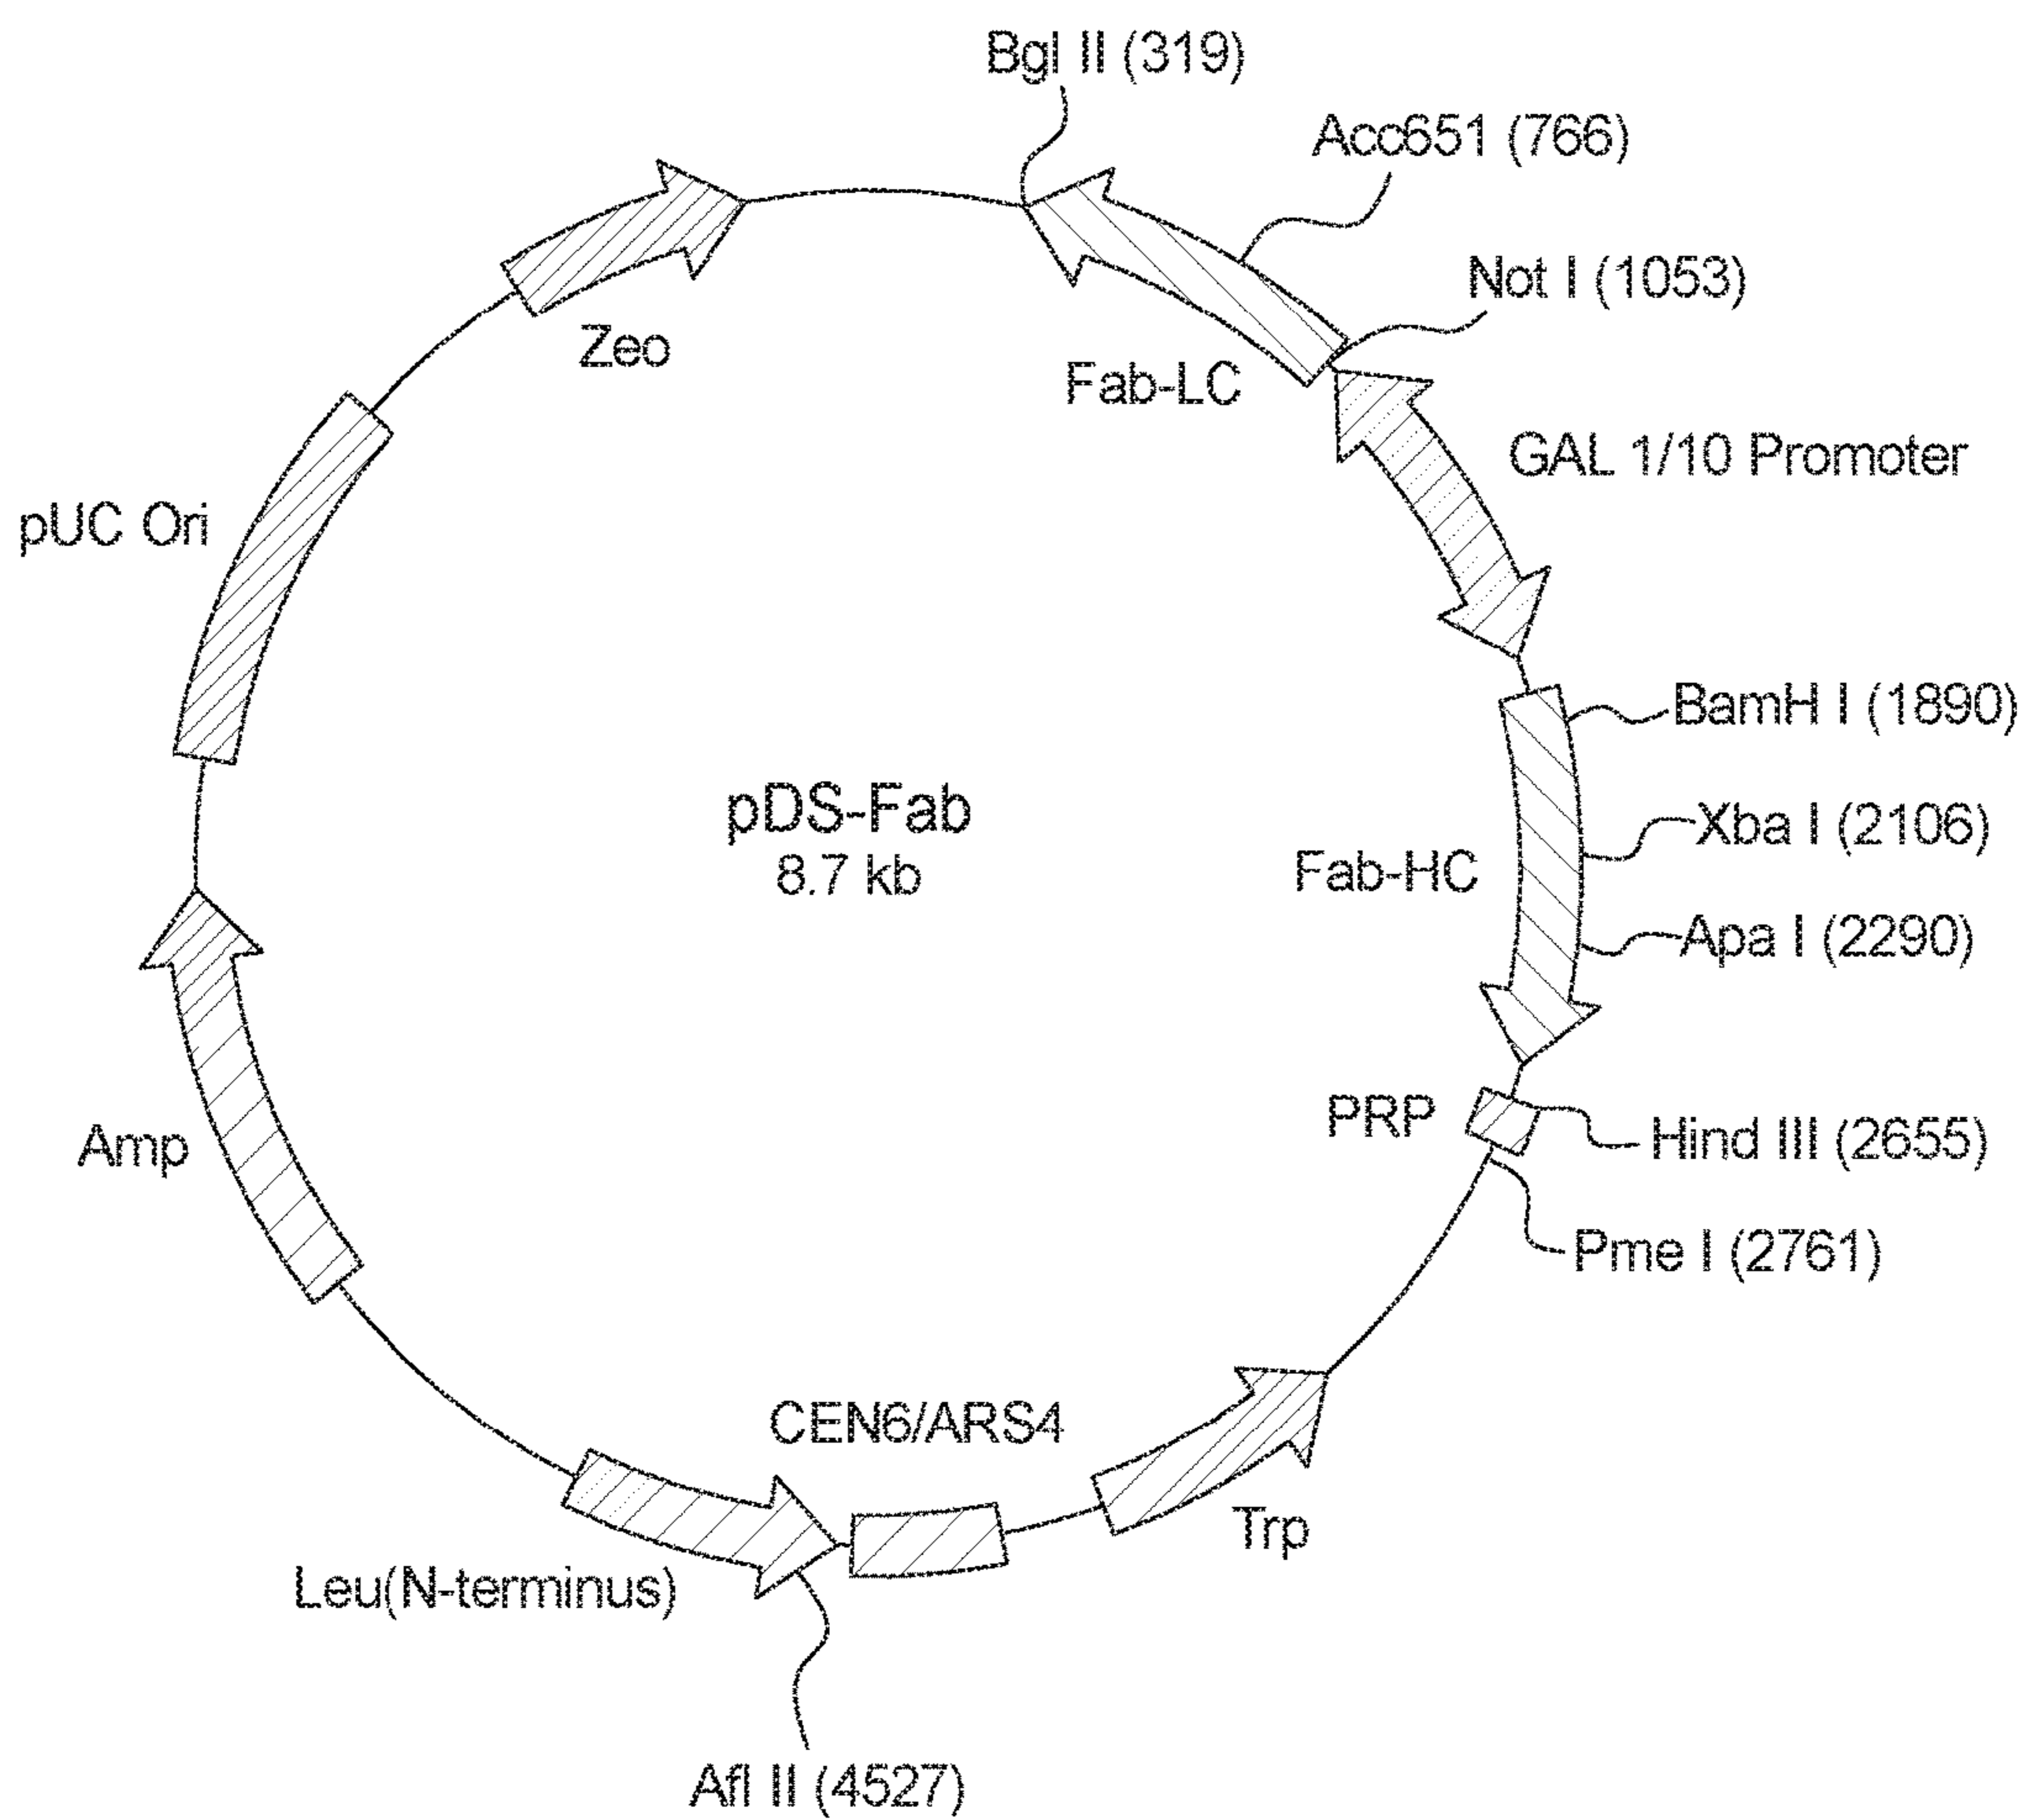 Bgl II (319)
Acc651 (766)
Not I (1053)
Zeo
Fab-LC
GAL 1/10 Promoter
pUC Ori
BamH I (1890)
pDS-Fab
8.7 kb
Xba I (2106)
Fab-HC
Apa I (2290)
PRP
Hind III (2655)
Amp
Pme I (2761)
CEN6/ARS4
Trp
Leu(N-terminus)
Afl II (4527)